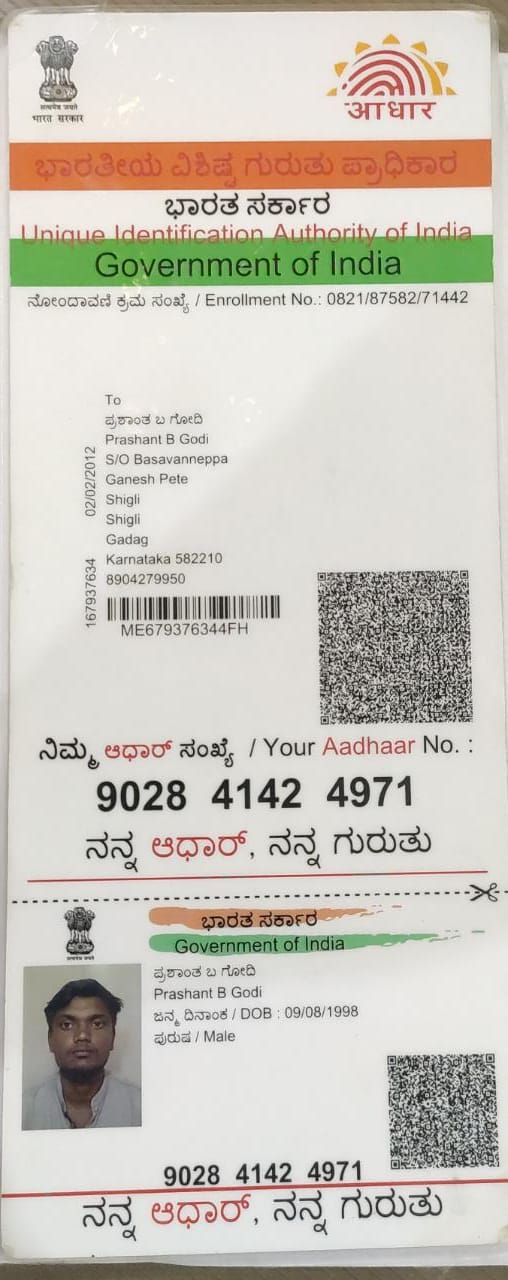 सत्यमेव जयते
भारत सरकार
आधार
ಭಾರತೀಯ ವಿಶಿಷ್ಟ ಗುರುತು ಪ್ರಾಧಿಕಾರ
ಭಾರತ ಸರ್ಕಾರ
Unique Identification Authority of India
Government of India
ನೋಂದಾವಣಿ ಕ್ರಮ ಸಂಖ್ಯೆ / Enrollment No.: 0821/87582/71442
To
ಪ್ರಶಾಂತ ಬ ಗೋದಿ
Prashant B Godi
S/O Basavanneppa
Ganesh Pete
Shigli
Shigli
Gadag
Karnataka 582210
8904279950
167937634 02/02/2012
ME679376344FH
ನಿಮ್ಮ ಆಧಾರ್ ಸಂಖ್ಯೆ / Your Aadhaar No. :
9028 4142 4971
ನನ್ನ ಆಧಾರ್, ನನ್ನ ಗುರುತು
ಭಾರತ ಸರ್ಕಾರ
Government of India
ಪ್ರಶಾಂತ ಬ ಗೋದಿ
Prashant B Godi
ಜನ್ಮ ದಿನಾಂಕ / DOB : 09/08/1998
ಪುರುಷ / Male
9028 4142 4971
ನನ್ನ ಆಧಾರ್, ನನ್ನ ಗುರುತು